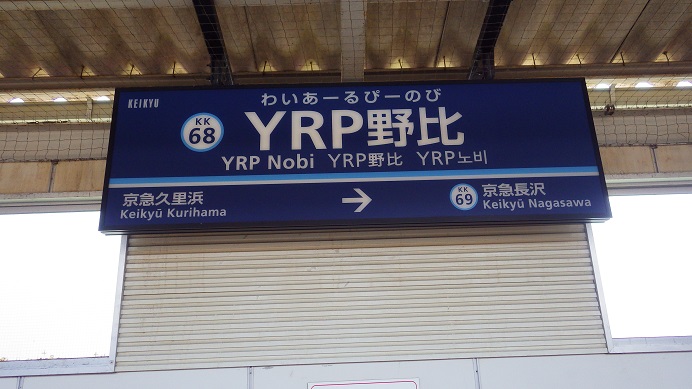 KEIKYU
わいあーるぴーのび
KK
68
YRP野比
YRP Nobi YRP野比 YRP노비
京急久里浜
Keikyū Kurihama
→
KK
69
京急長沢
Keikyū Nagasawa